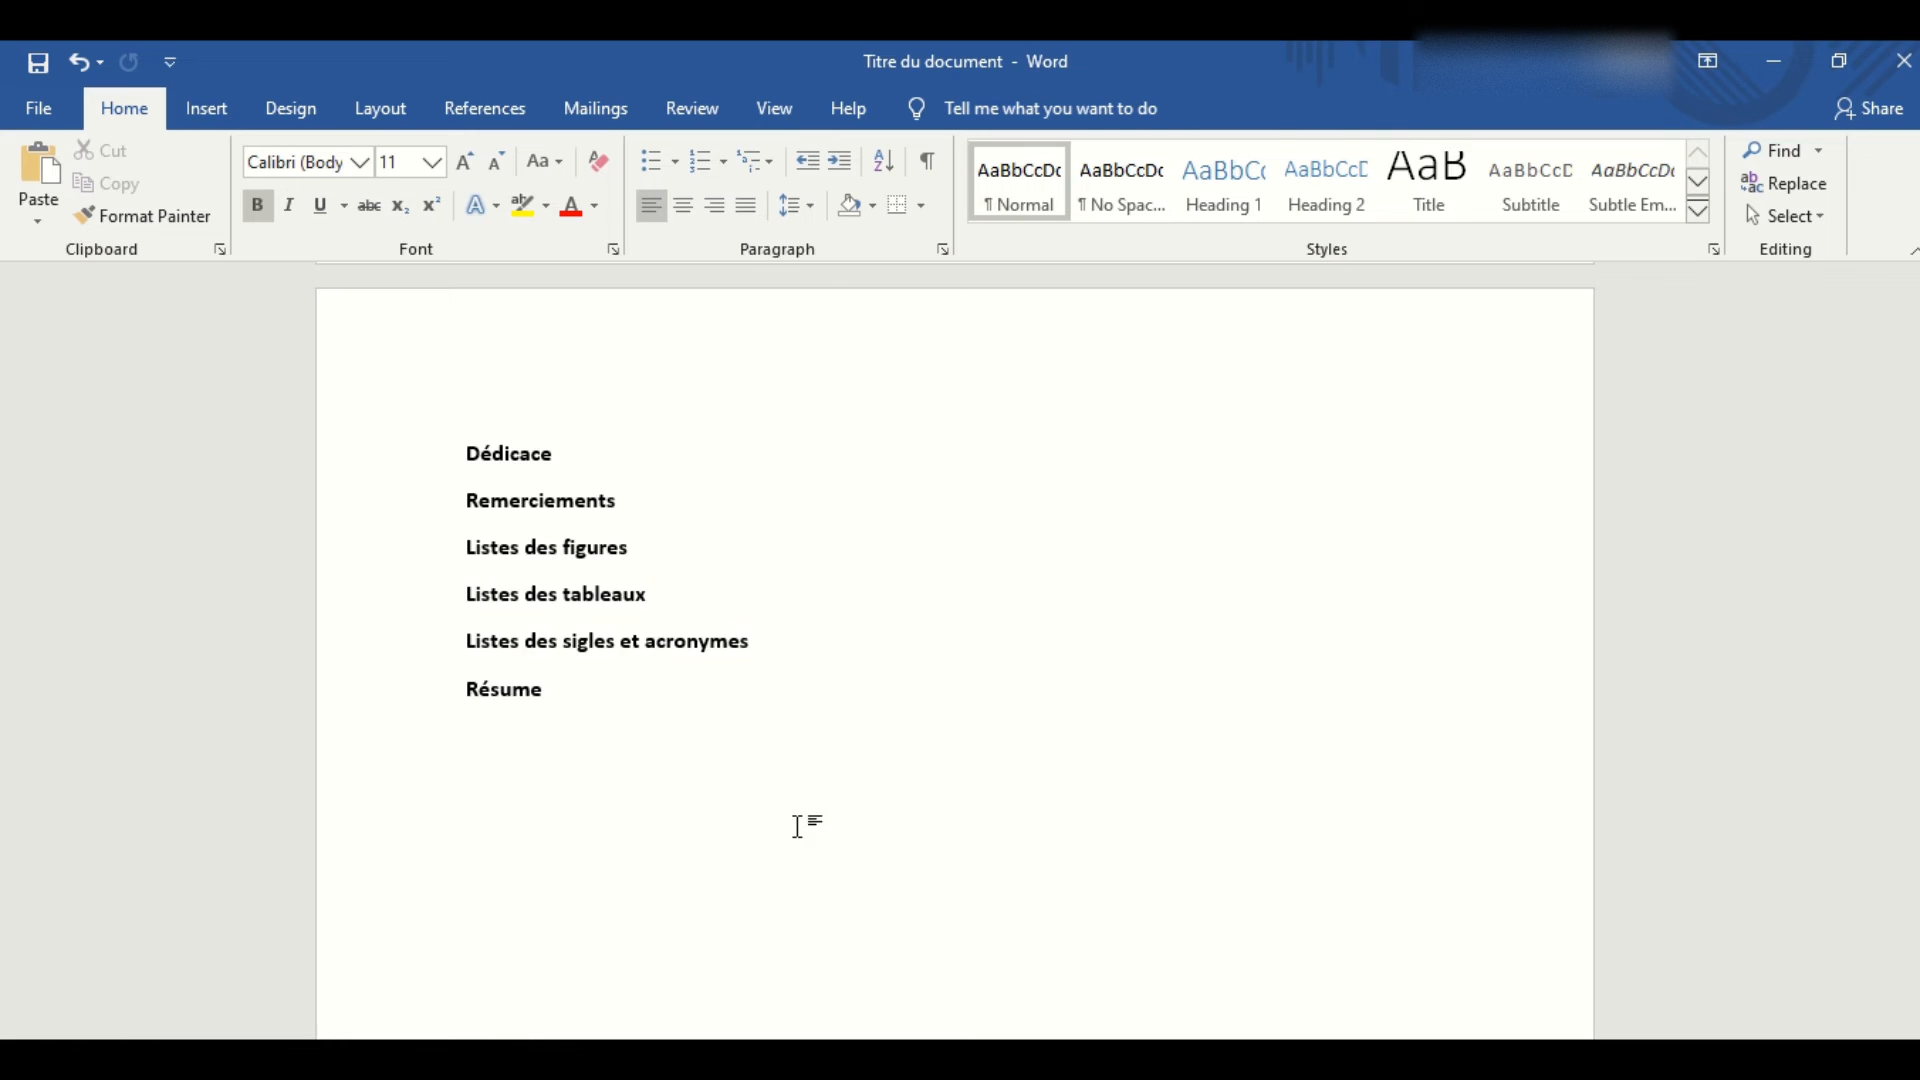 Titre du document - Word
File Home Insert Design Layout References Mailings Review View Help Tell me what you want to do Share
Paste
Cut
Copy
Format Painter
Clipboard
Calibri (Body 11 Aa
B I U abc x₂ x² A aby A
Font
Paragraph
AaBbCcDc AaBbCcDc AaBbCc AaBbCcD AaB AaBbCcD AaBbCcDc
¶ Normal ¶ No Spac... Heading 1 Heading 2 Title Subtitle Subtle Em...
Styles
Find
Replace
Select
Editing
Dédicace
Remerciements
Listes des figures
Listes des tableaux
Listes des sigles et acronymes
Résume